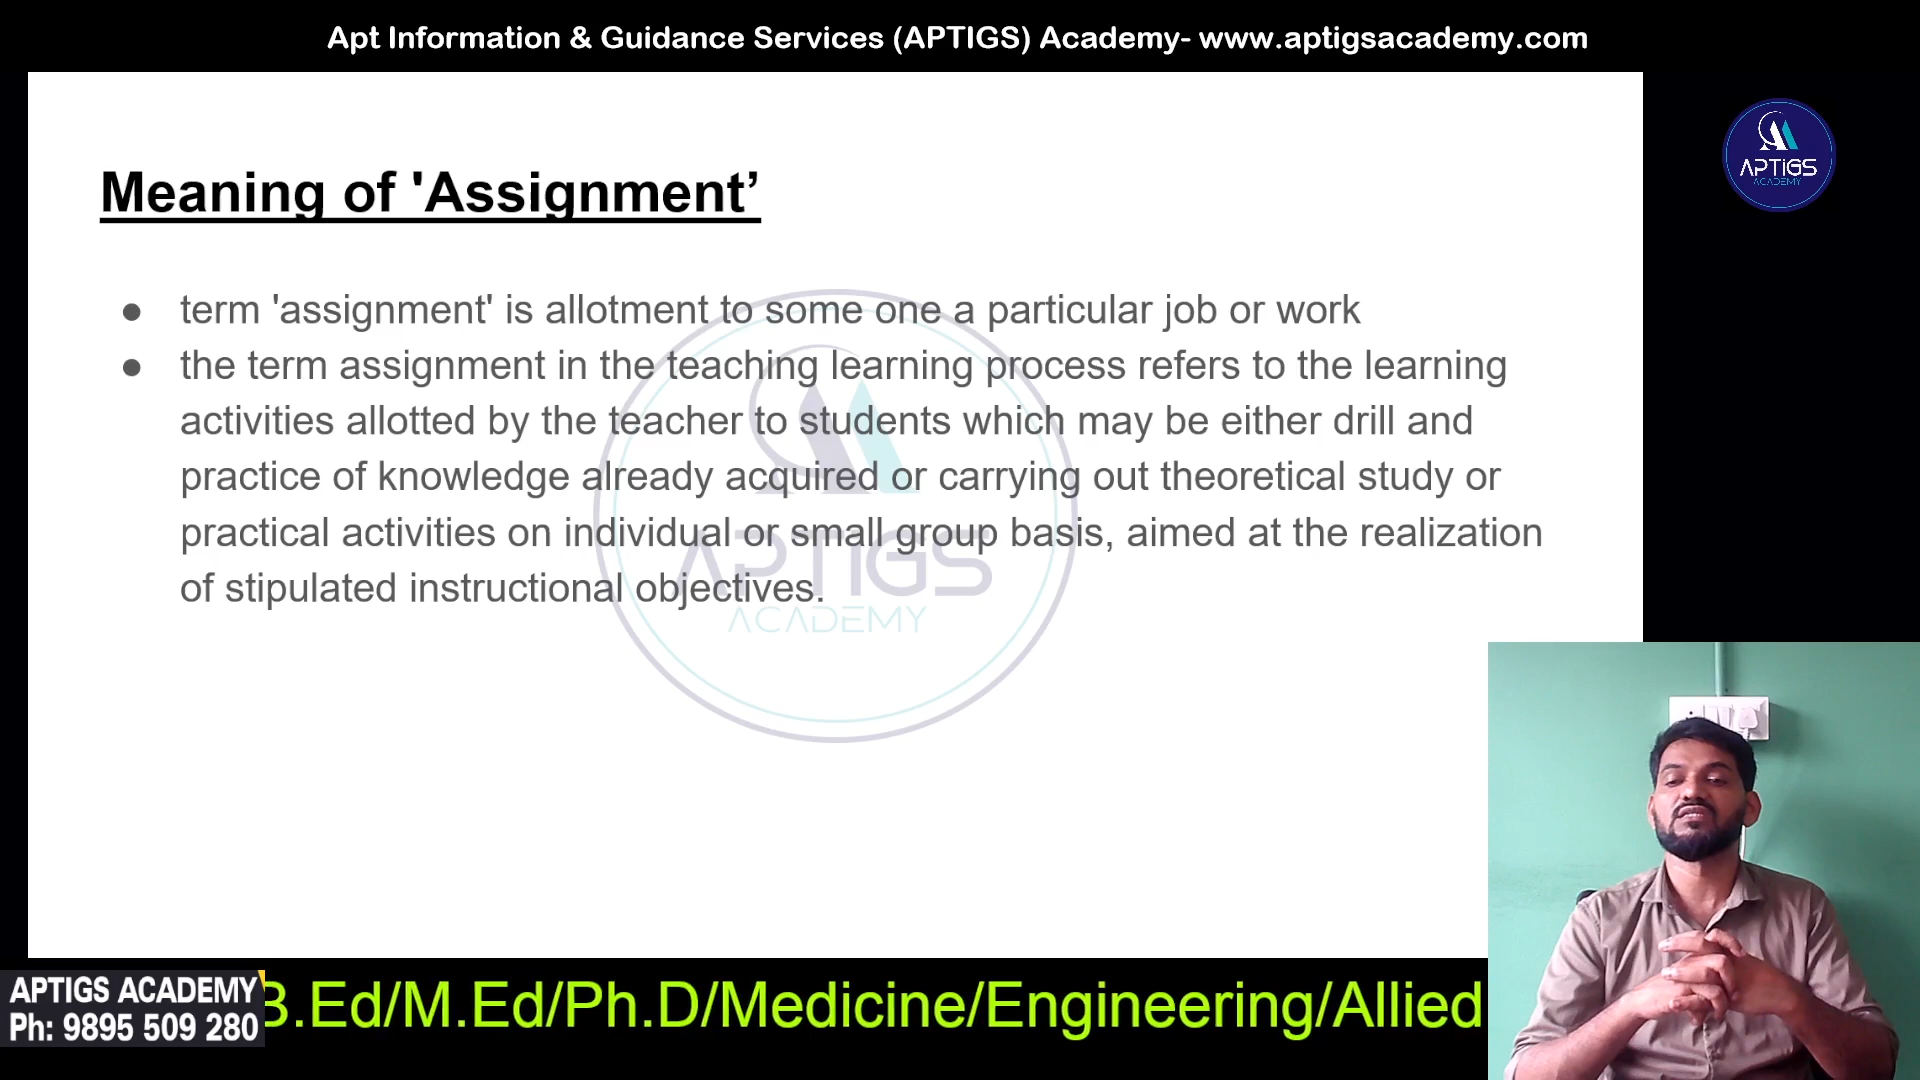 Apt Information & Guidance Services (APTIGS) Academy- www.aptigsacademy.com
APTIGS
ACADEMY
Meaning of 'Assignment’
● term 'assignment' is allotment to some one a particular job or work
● the term assignment in the teaching learning process refers to the learning
activities allotted by the teacher to students which may be either drill and
practice of knowledge already acquired or carrying out theoretical study or
practical activities on individual or small group basis, aimed at the realization
of stipulated instructional objectives.
APTIGS
ACADEMY
APTIGS ACADEMY
Ph: 9895 509 280
B.Ed/M.Ed/Ph.D/Medicine/Engineering/Allied